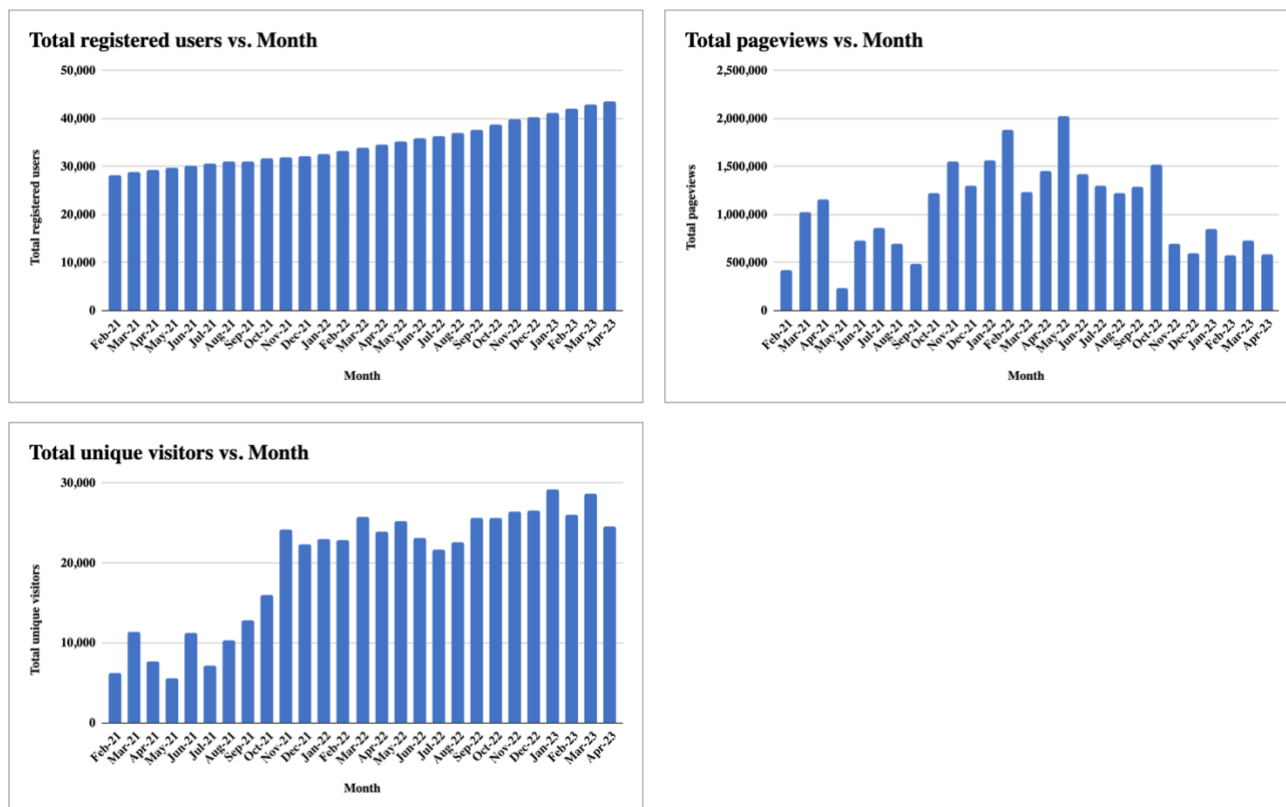 Total registered users vs. Month
50,000
40,000
30,000
20,000
10,000
0
Total registered users
Feb-21
Mar-21
Apr-21
May-21
Jun-21
Jul-21
Aug-21
Sep-21
Oct-21
Nov-21
Dec-21
Jan-22
Feb-22
Mar-22
Apr-22
May-22
Jun-22
Jul-22
Aug-22
Sep-22
Oct-22
Nov-22
Dec-22
Jan-23
Feb-23
Mar-23
Apr-23
Month
Total pageviews vs. Month
2,500,000
2,000,000
1,500,000
1,000,000
500,000
0
Total pageviews
Feb-21
Mar-21
Apr-21
May-21
Jun-21
Jul-21
Aug-21
Sep-21
Oct-21
Nov-21
Dec-21
Jan-22
Feb-22
Mar-22
Apr-22
May-22
Jun-22
Jul-22
Aug-22
Sep-22
Oct-22
Nov-22
Dec-22
Jan-23
Feb-23
Mar-23
Apr-23
Month
Total unique visitors vs. Month
30,000
20,000
10,000
0
Total unique visitors
Feb-21
Mar-21
Apr-21
May-21
Jun-21
Jul-21
Aug-21
Sep-21
Oct-21
Nov-21
Dec-21
Jan-22
Feb-22
Mar-22
Apr-22
May-22
Jun-22
Jul-22
Aug-22
Sep-22
Oct-22
Nov-22
Dec-22
Jan-23
Feb-23
Mar-23
Apr-23
Month